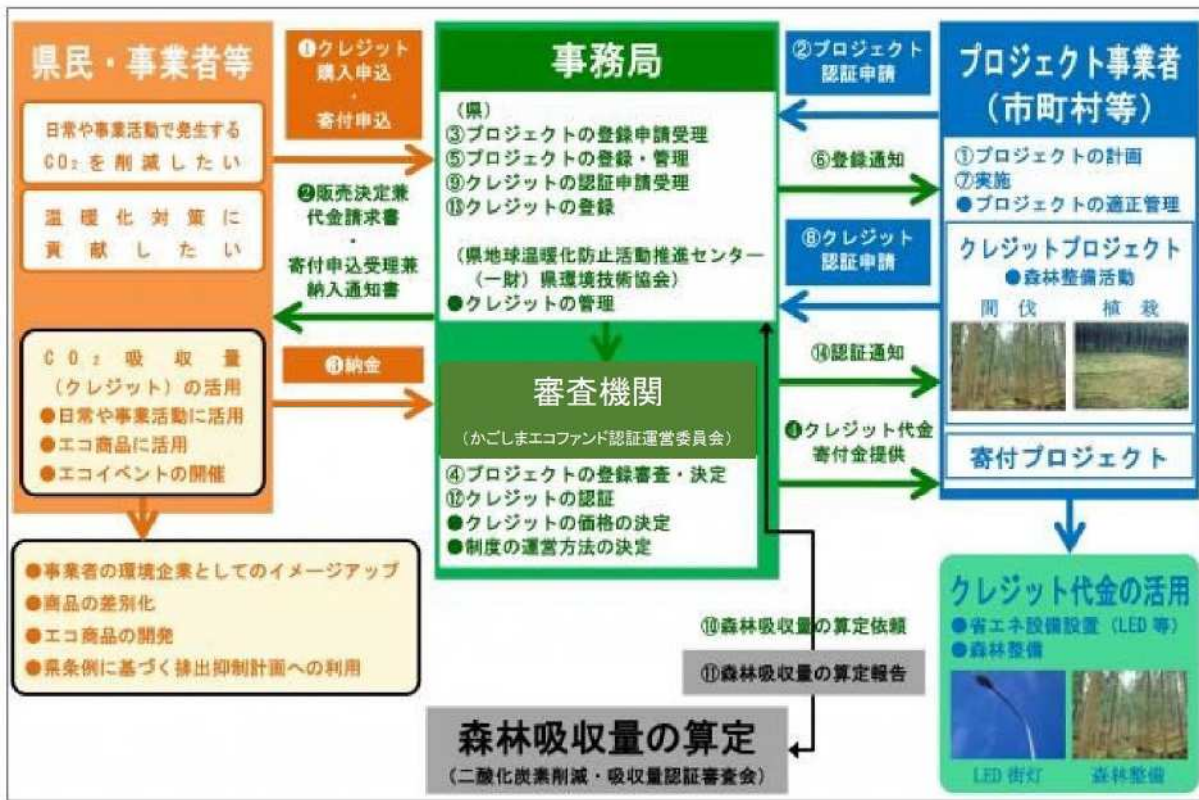 県民・事業者等
日常や事業活動で発生する
CO₂を削減したい
温暖化対策に
貢献したい
CO₂吸収量
(クレジット)の活用
●日常や事業活動に活用
●エコ商品に活用
●エコイベントの開催
●事業者の環境企業としてのイメージアップ
●商品の差別化
●エコ商品の開発
●県条例に基づく排出抑制計画への利用
❶クレジット
購入申込
・
寄付申込
❷販売決定兼
代金請求書
・
寄付申込受理兼
納入通知書
❸納金
事務局
(県)
③プロジェクトの登録申請受理
⑤プロジェクトの登録・管理
⑨クレジットの認証申請受理
⑬クレジットの登録
(県地球温暖化防止活動推進センター
(一財)県環境技術協会)
●クレジットの管理
審査機関
(かごしまエコファンド認証運営委員会)
④プロジェクトの登録審査・決定
⑫クレジットの認証
●クレジットの価格の決定
●制度の運営方法の決定
⑩森林吸収量の算定依頼
⑪森林吸収量の算定報告
森林吸収量の算定
(二酸化炭素削減・吸収量認証審査会)
②プロジェクト
認証申請
⑥登録通知
⑧クレジット
認証申請
⑭認証通知
❹クレジット代金
寄付金提供
プロジェクト事業者
(市町村等)
①プロジェクトの計画
⑦実施
●プロジェクトの適正管理
クレジットプロジェクト
●森林整備活動
間伐
植栽
寄付プロジェクト
クレジット代金の活用
●省エネ設備設置(LED等)
●森林整備
LED街灯
森林整備